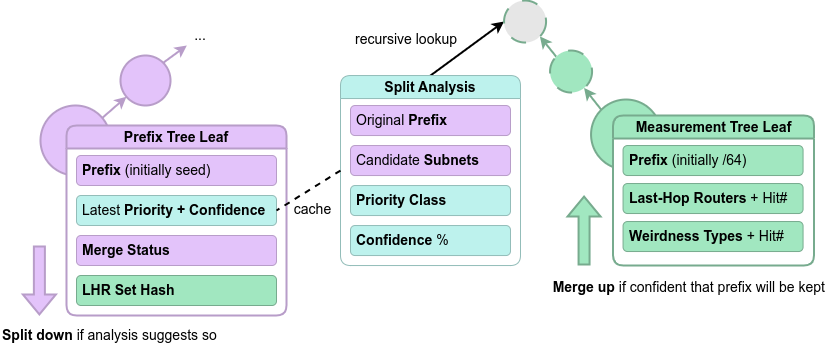 ...
recursive lookup
Prefix Tree Leaf
Prefix (initially seed)
Latest Priority + Confidence
Merge Status
LHR Set Hash
Split down if analysis suggests so
cache
Split Analysis
Original Prefix
Candidate Subnets
Priority Class
Confidence %
Measurement Tree Leaf
Prefix (initially /64)
Last-Hop Routers + Hit#
Weirdness Types + Hit#
Merge up if confident that prefix will be kept